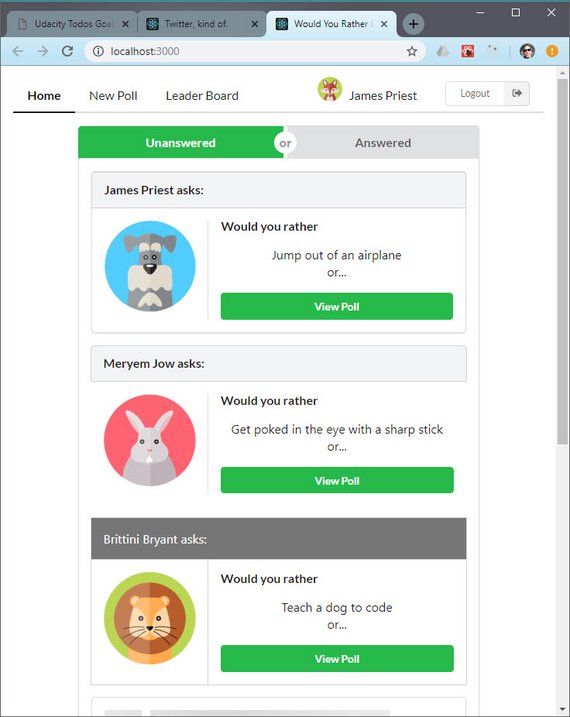 Udacity Todos Goal
Twitter, kind of.
Would You Rather
localhost:3000
Home
New Poll
Leader Board
James Priest
Logout
Unanswered
or
Answered
James Priest asks:
Would you rather
Jump out of an airplane
or...
View Poll
Meryem Jow asks:
Would you rather
Get poked in the eye with a sharp stick
or...
View Poll
Brittini Bryant asks:
Would you rather
Teach a dog to code
or...
View Poll